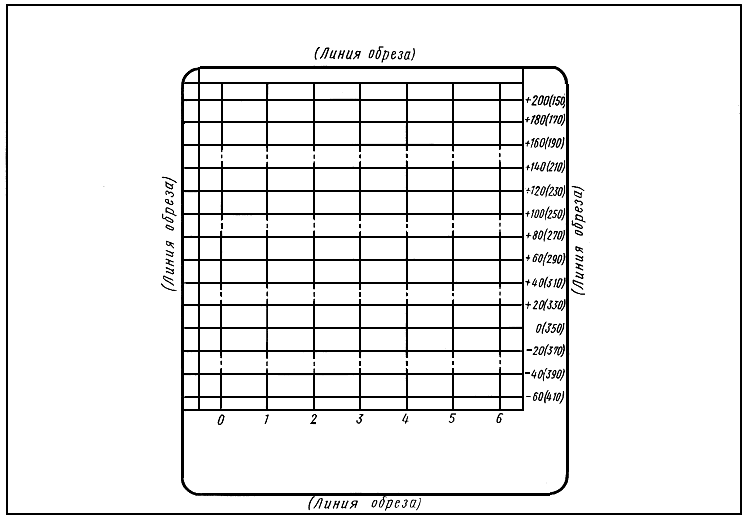 (Линия обреза)
+200(150)
+180(170)
+160(190)
+140(210)
+120(230)
+100(250)
+80(270)
+60(290)
+40(310)
+20(330)
0(350)
-20(370)
-40(390)
-60(410)
(Линия обреза)
(Линия обреза)
0 1 2 3 4 5 6
(Линия обреза)